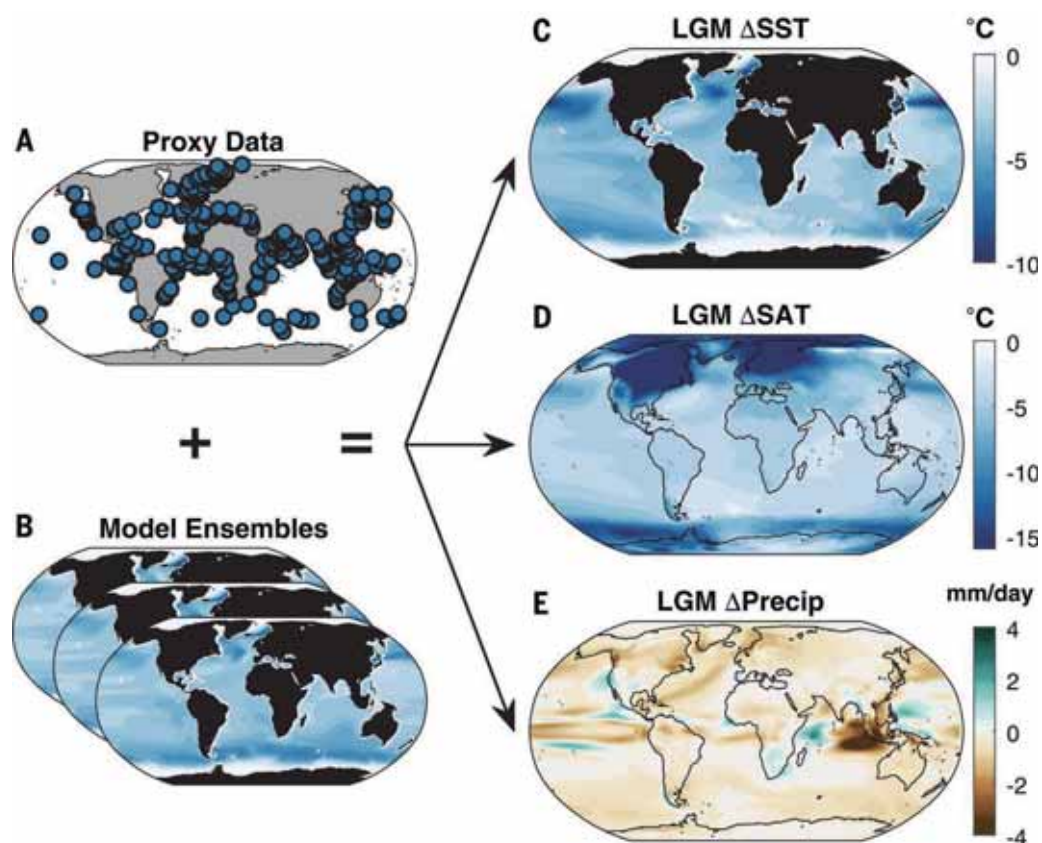 A
Proxy Data
+
=
B
Model Ensembles
C
LGM ΔSST
°C
0
-5
-10
D
LGM ΔSAT
°C
0
-5
-10
-15
E
LGM ΔPrecip
mm/day
4
2
0
-2
-4